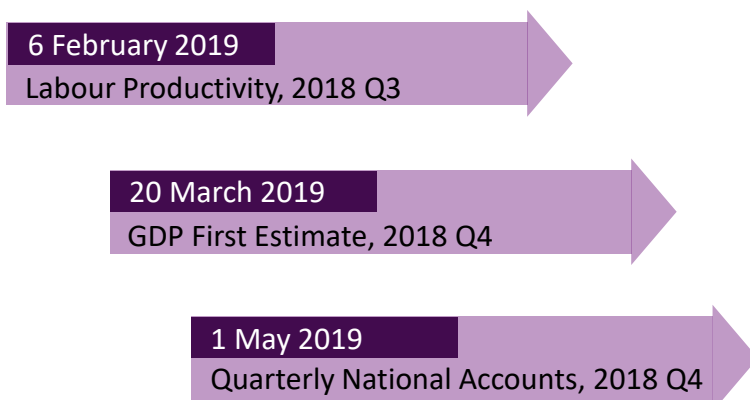 6 February 2019
Labour Productivity, 2018 Q3
20 March 2019
GDP First Estimate, 2018 Q4
1 May 2019
Quarterly National Accounts, 2018 Q4